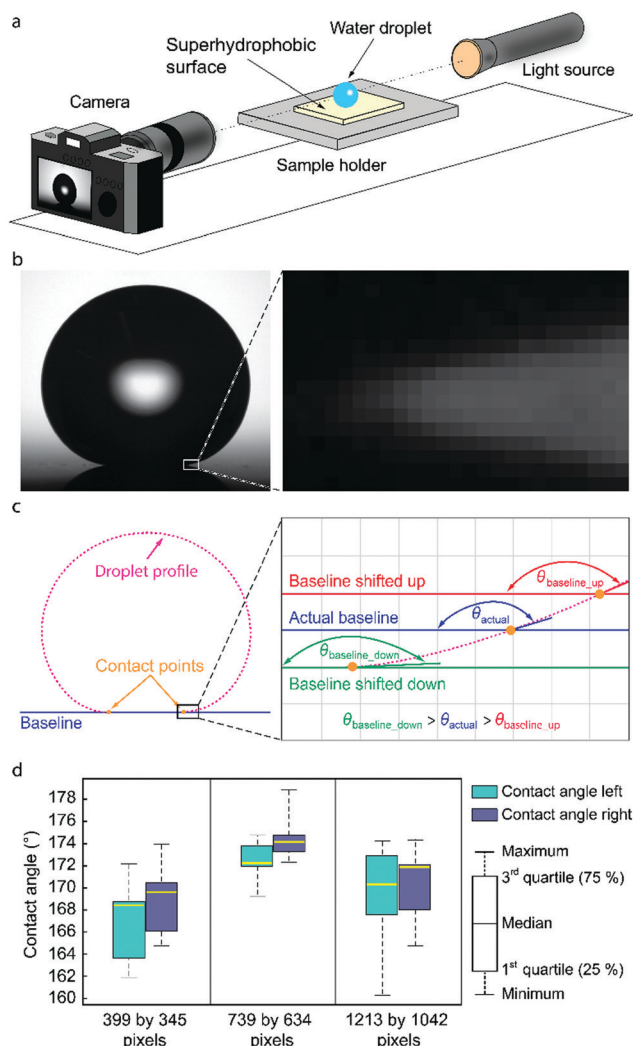 a
Water droplet
Superhydrophobic
surface
Light source
Camera
Sample holder
b
c
Droplet profile
Contact points
Baseline
Baseline shifted up
θbaseline_up
Actual baseline
θactual
θbaseline_down
Baseline shifted down
θbaseline_down > θactual > θbaseline_up
d
Contact angle (°)
178
176
174
172
170
168
166
164
162
160
399 by 345
pixels
739 by 634
pixels
1213 by 1042
pixels
Contact angle left
Contact angle right
Maximum
3rd quartile (75 %)
Median
1st quartile (25 %)
Minimum